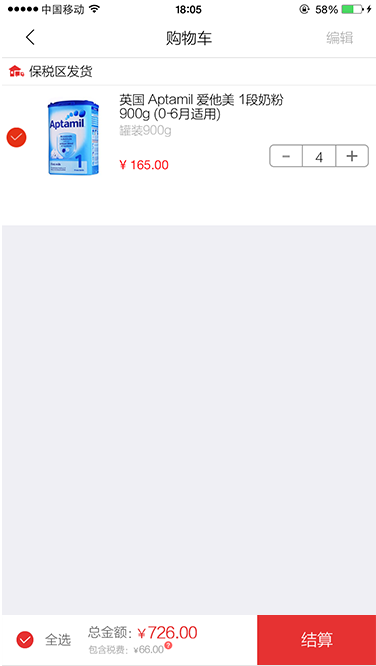 中国移动 18:05 58%
购物车 编辑
保税区发货
英国 Aptamil 爱他美 1段奶粉
900g (0-6月适用)
罐装900g
Aptamil
1
¥ 165.00
- 4 +
全选 总金额: ¥726.00 结算
包含税费: ¥66.00 ?